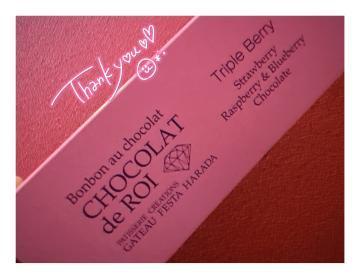 Thank you
Triple Berry
Strawberry
Raspberry & Blueberry
Chocolate
Bonbon au chocolat
CHOCOLAT
de ROI
PATISSERIE CREATIONS
GATEAU FESTA HARADA